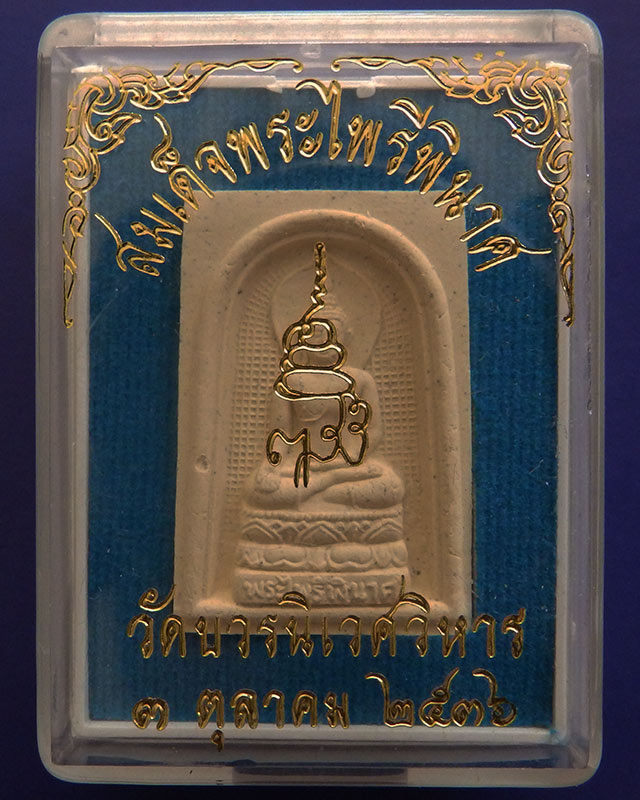 สมเด็จพระไพรีพินาศ
พระไพรีพินาศ
วัดบวรนิเวศวิหาร
๓ ตุลาคม ๒๕๓๖